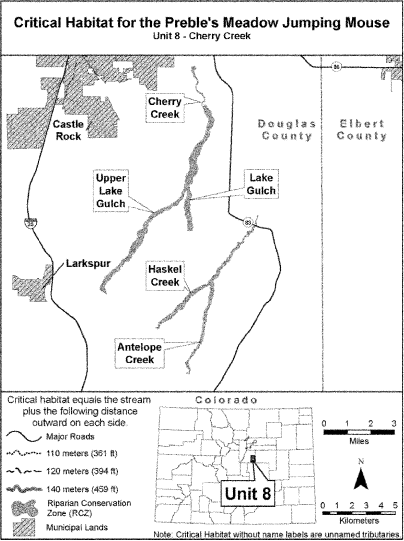 Critical Habitat for the Preble's Meadow Jumping Mouse
Unit 8 - Cherry Creek
86
Cherry
Creek
Castle
Rock
Douglas
County
Elbert
County
Upper
Lake
Gulch
Lake
Gulch
25
83
Larkspur
Haskel
Creek
Antelope
Creek
Critical habitat equals the stream
plus the following distance
outward on each side.
Major Roads
110 meters (361 ft)
120 meters (394 ft)
140 meters (459 ft)
Riparian Conservation
Zone (RCZ)
Municipal Lands
Colorado
Unit 8
0 1 2 3
Miles
N
0 1 2 3 4 5
Kilometers
Note: Critical Habitat without name labels are unnamed tributaries.